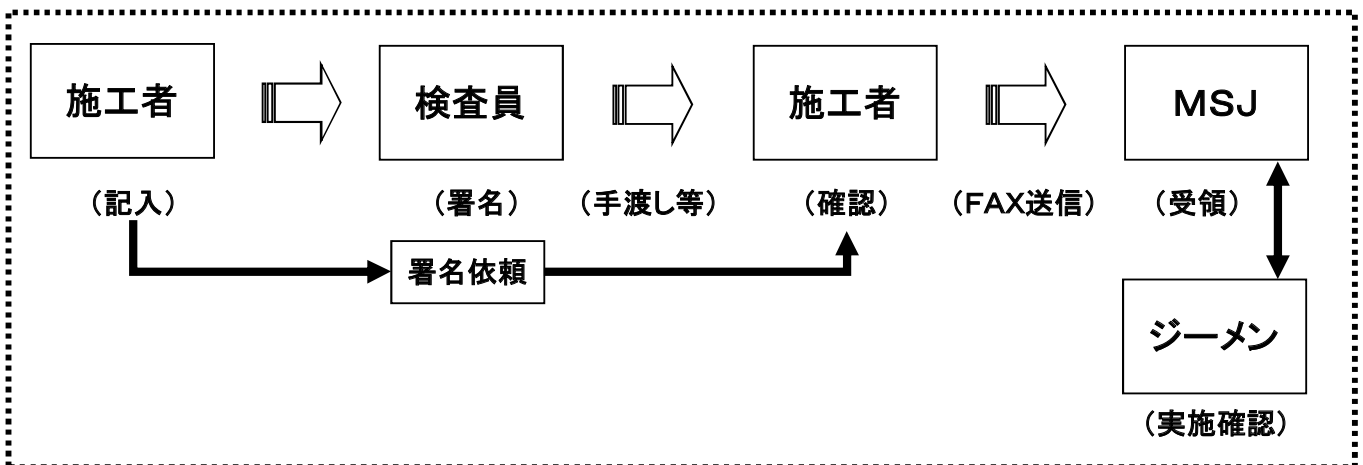 施工者 検査員 施工者 ＭＳＪ
（記入） （署名） （手渡し等） （確認） （ＦＡＸ送信） （受領）
署名依頼
ジーメン
（実施確認）